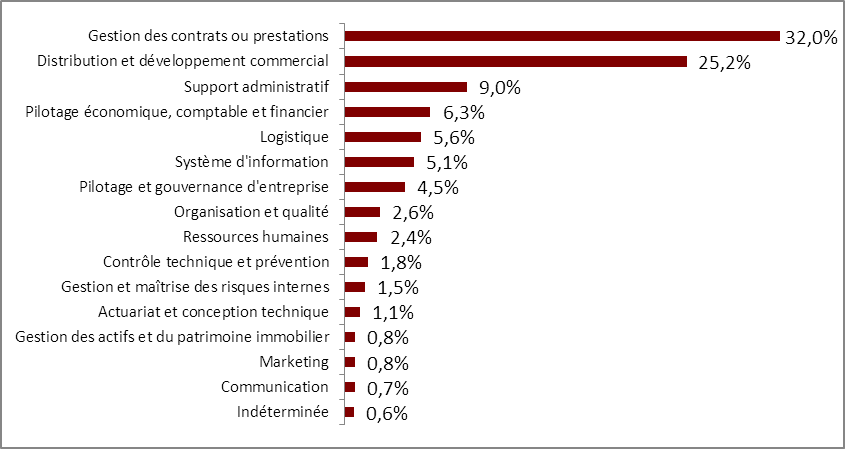 Gestion des contrats ou prestations 32,0%
Distribution et développement commercial 25,2%
Support administratif 9,0%
Pilotage économique, comptable et financier 6,3%
Logistique 5,6%
Système d'information 5,1%
Pilotage et gouvernance d'entreprise 4,5%
Organisation et qualité 2,6%
Ressources humaines 2,4%
Contrôle technique et prévention 1,8%
Gestion et maîtrise des risques internes 1,5%
Actuariat et conception technique 1,1%
Gestion des actifs et du patrimoine immobilier 0,8%
Marketing 0,8%
Communication 0,7%
Indéterminée 0,6%